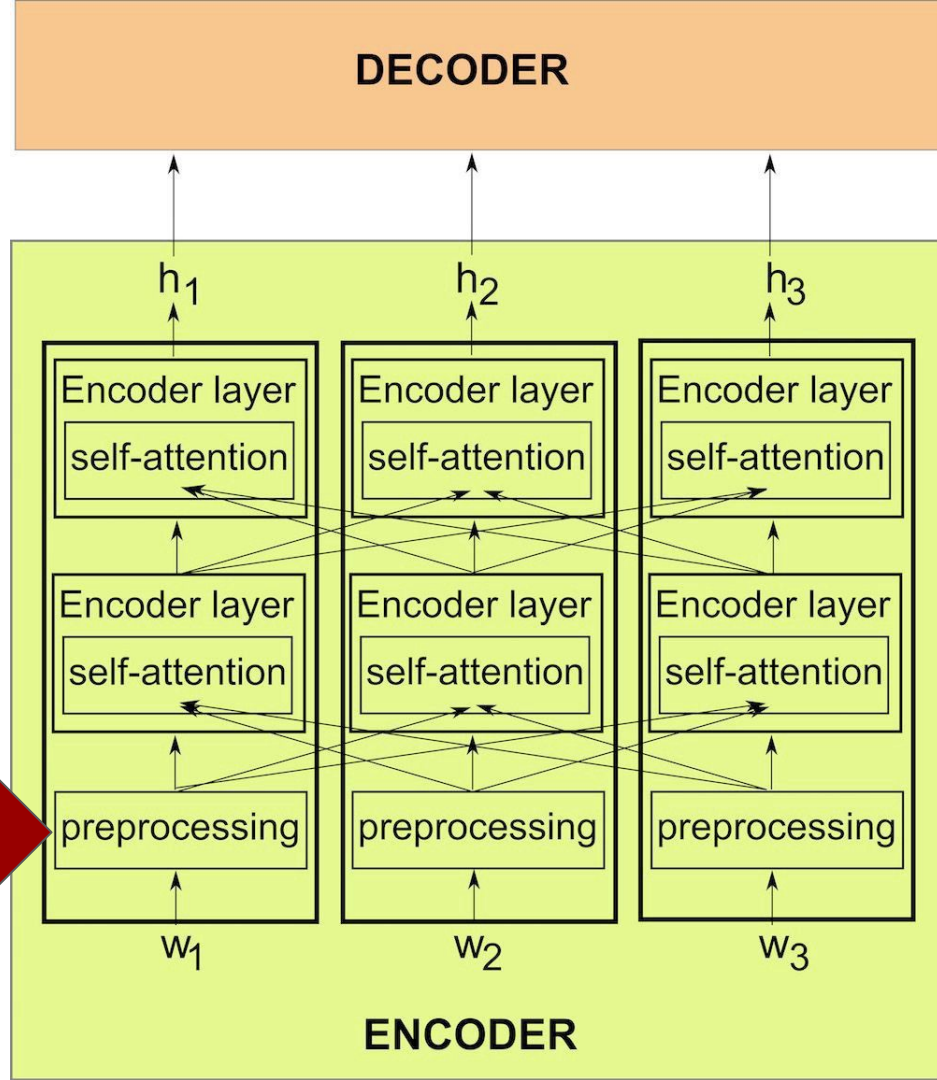 DECODER
h1 h2 h3
Encoder layer Encoder layer Encoder layer
self-attention self-attention self-attention
Encoder layer Encoder layer Encoder layer
self-attention self-attention self-attention
preprocessing preprocessing preprocessing
w1 w2 w3
ENCODER